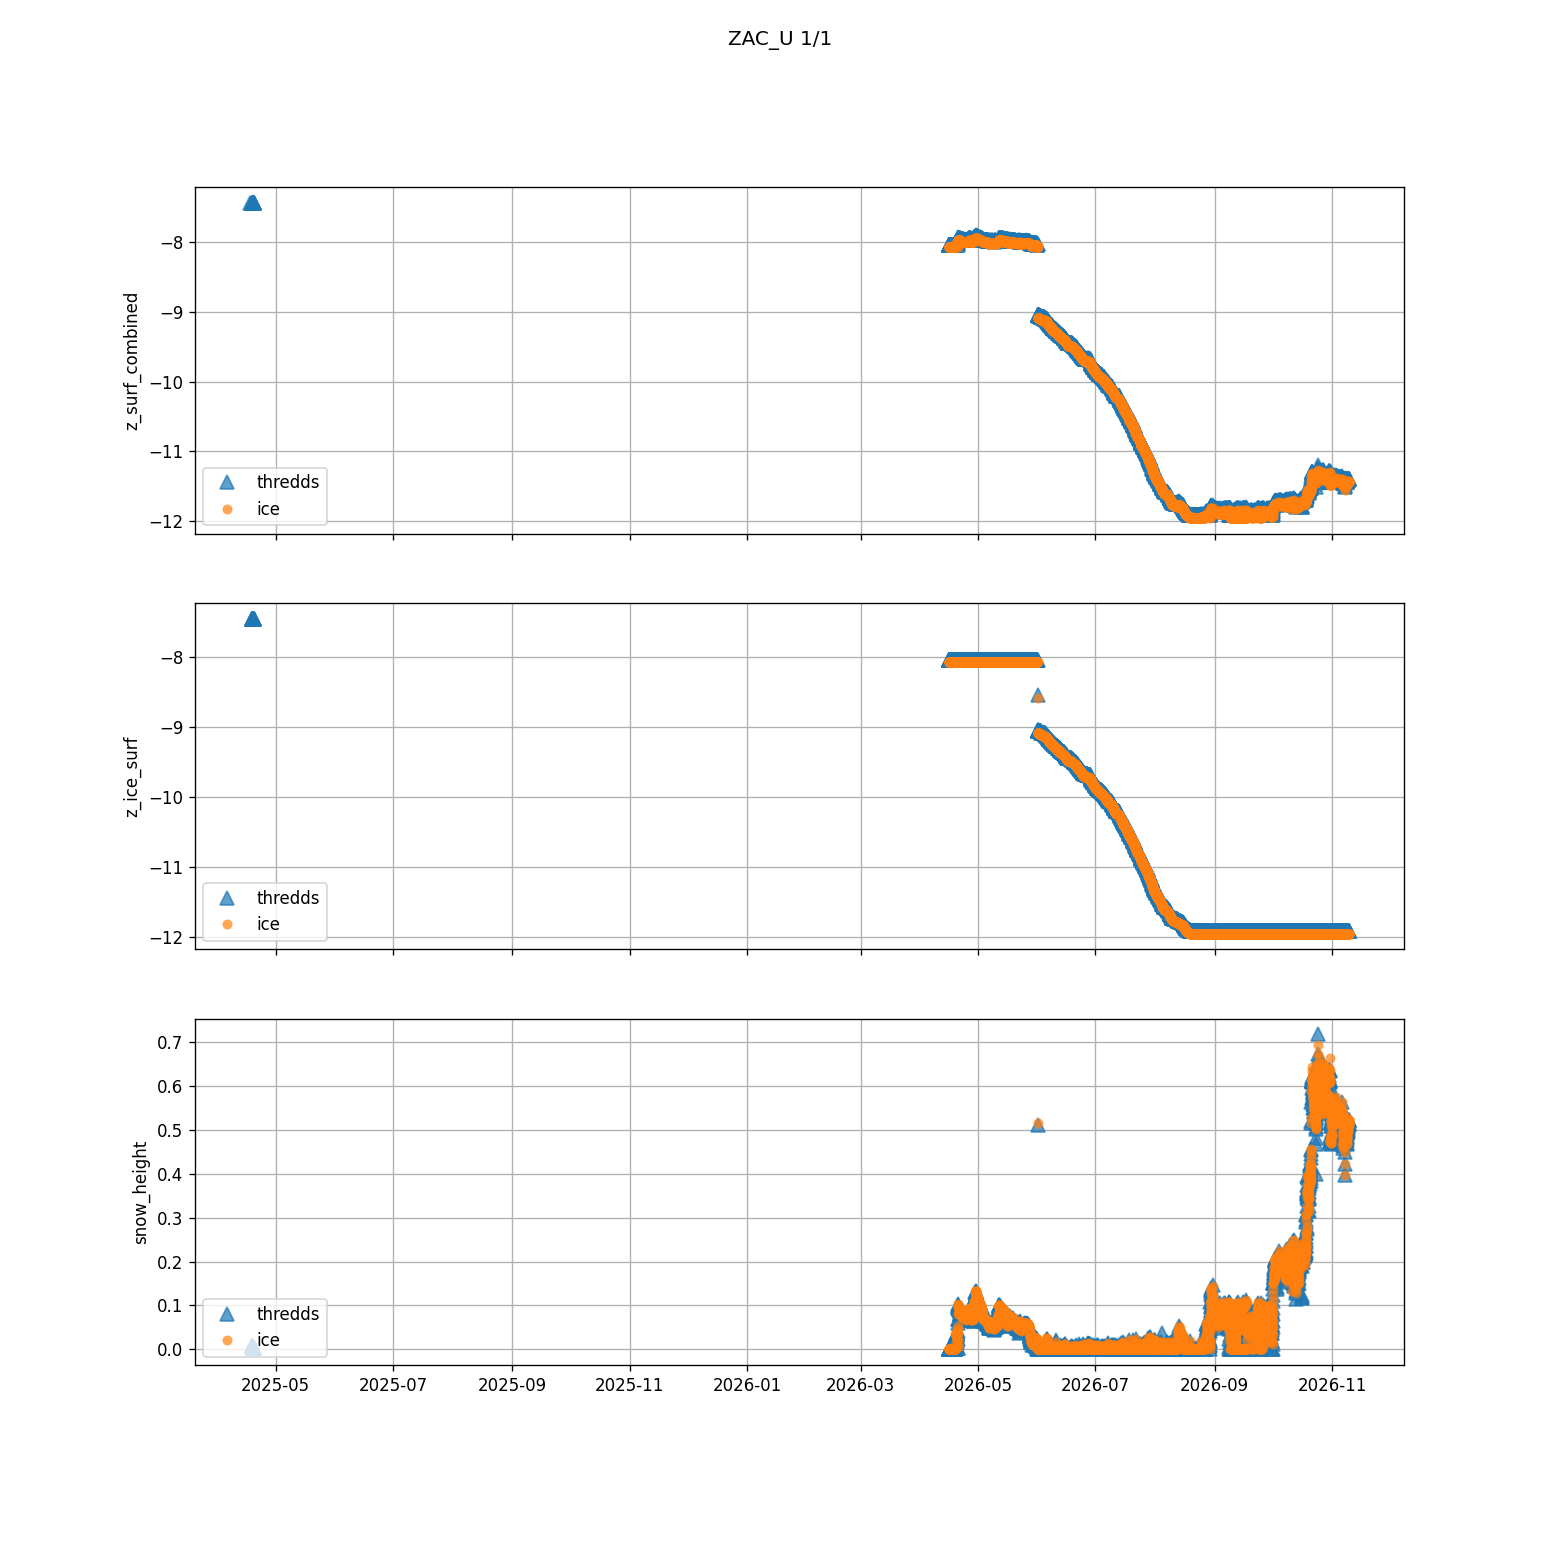 ZAC_U 1/1
−8
−9
−10
−11
−12
z_surf_combined
thredds
ice
−8
−9
−10
−11
−12
z_ice_surf
thredds
ice
0.7
0.6
0.5
0.4
0.3
0.2
0.1
0.0
snow_height
thredds
ice
2025-05 2025-07 2025-09 2025-11 2026-01 2026-03 2026-05 2026-07 2026-09 2026-11